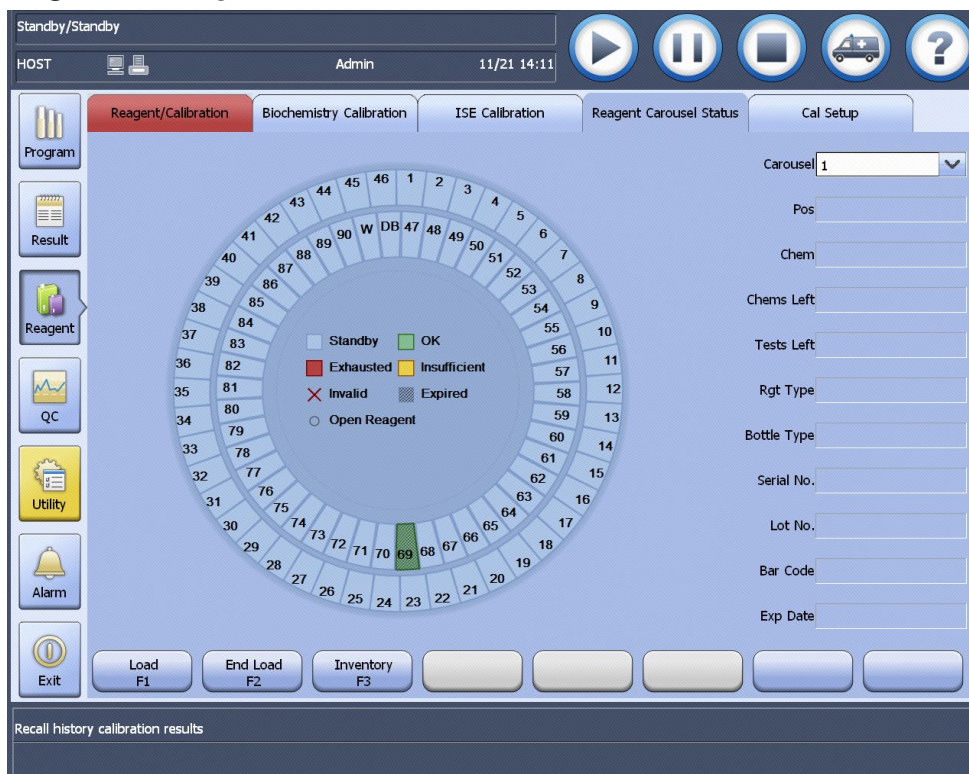 Standby/Standby
HOST Admin 11/21 14:11
?
Program
Result
Reagent
QC
Utility
Alarm
Exit
Reagent/Calibration Biochemistry Calibration ISE Calibration Reagent Carousel Status Cal Setup
1 2 3 4 5 6 7 8 9 10 11 12 13 14 15 16 17 18 19 20 21 22 23 24 25 26 27 28 29 30 31 32 33 34 35 36 37 38 39 40 41 42 43 44 45 46
47 48 49 50 51 52 53 54 55 56 57 58 59 60 61 62 63 64 65 66 67 68 69 70 71 72 73 74 75 76 77 78 79 80 81 82 83 84 85 86 87 88 89 90 W DB
Standby OK
Exhausted Insufficient
Invalid Expired
Open Reagent
Carousel 1
Pos
Chem
Chems Left
Tests Left
Rgt Type
Bottle Type
Serial No.
Lot No.
Bar Code
Exp Date
Load End Load Inventory
F1 F2 F3
Recall history calibration results